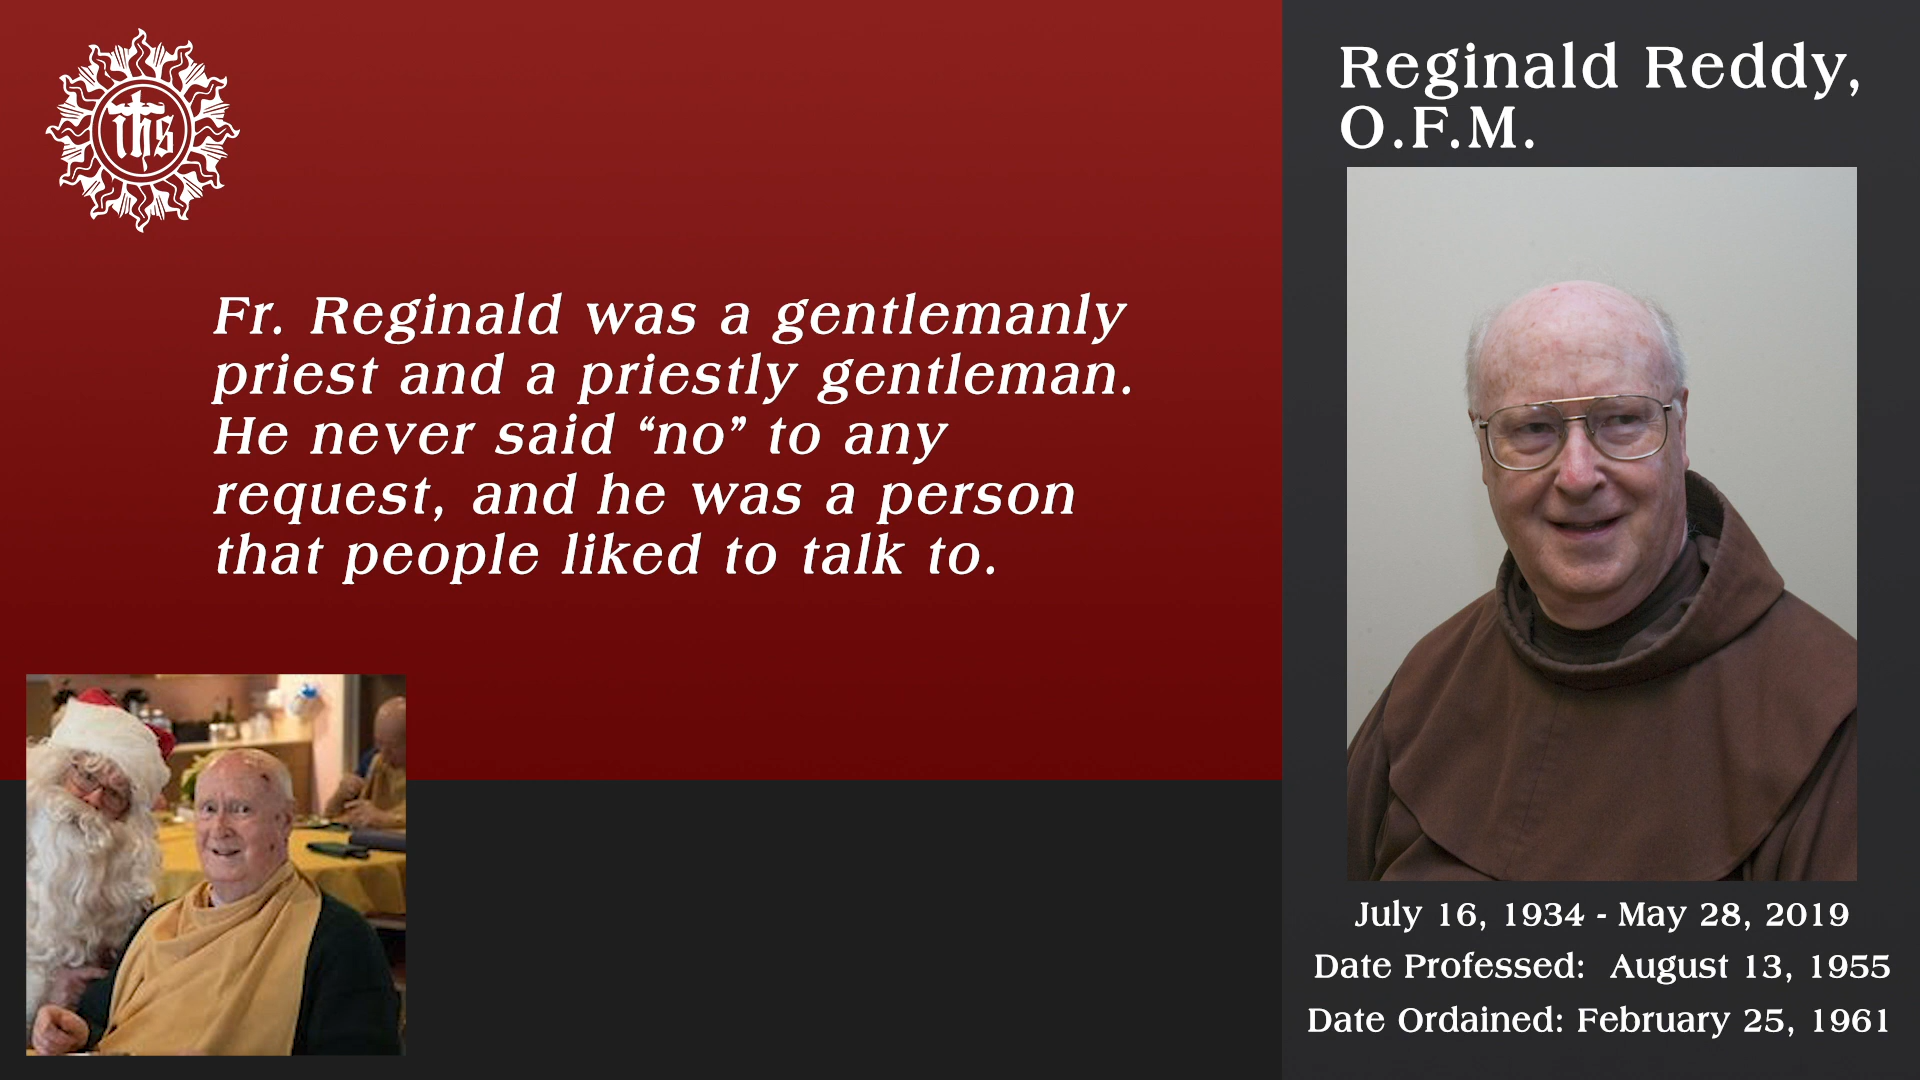 ihs
Fr. Reginald was a gentlemanly
priest and a priestly gentleman.
He never said “no” to any
request, and he was a person
that people liked to talk to.
Reginald Reddy,
O.F.M.
July 16, 1934 - May 28, 2019
Date Professed:  August 13, 1955
Date Ordained: February 25, 1961